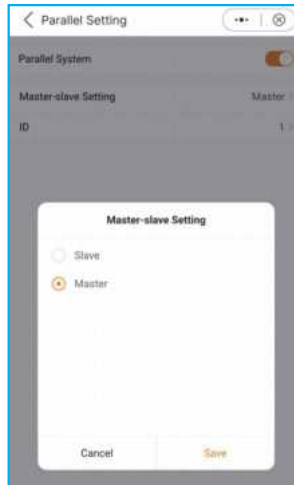 Parallel Setting
Parallel System
Master-slave Setting Master
ID 1
Master-slave Setting
Slave
Master
Cancel Save